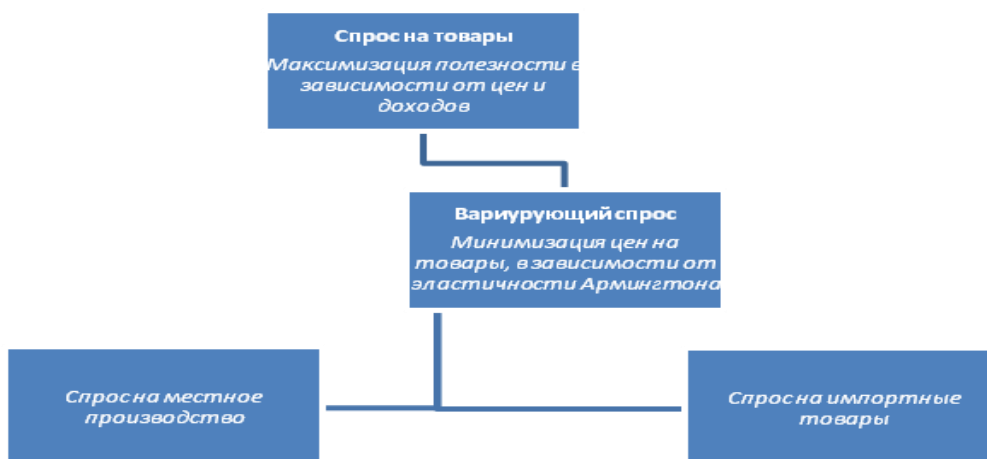 Спрос на товары
Максимизация полезности в
зависимости от цен и
доходов
Вариурующий спрос
Минимизация цен на
товары, в зависимости от
эластичности Армингтона
Спрос на местное
производство
Спрос на импортные
товары